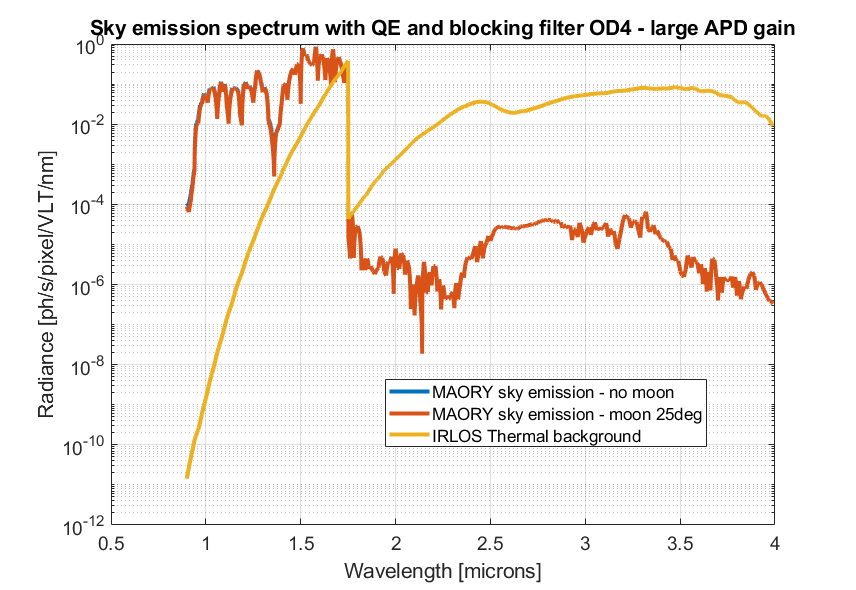 Sky emission spectrum with QE and blocking filter OD4 - large APD gain
10^0
10^-2
10^-4
10^-6
10^-8
10^-10
10^-12
Radiance [ph/s/pixel/VLT/nm]
MAORY sky emission - no moon
MAORY sky emission - moon 25deg
IRLOS Thermal background
0.5 1 1.5 2 2.5 3 3.5 4
Wavelength [microns]